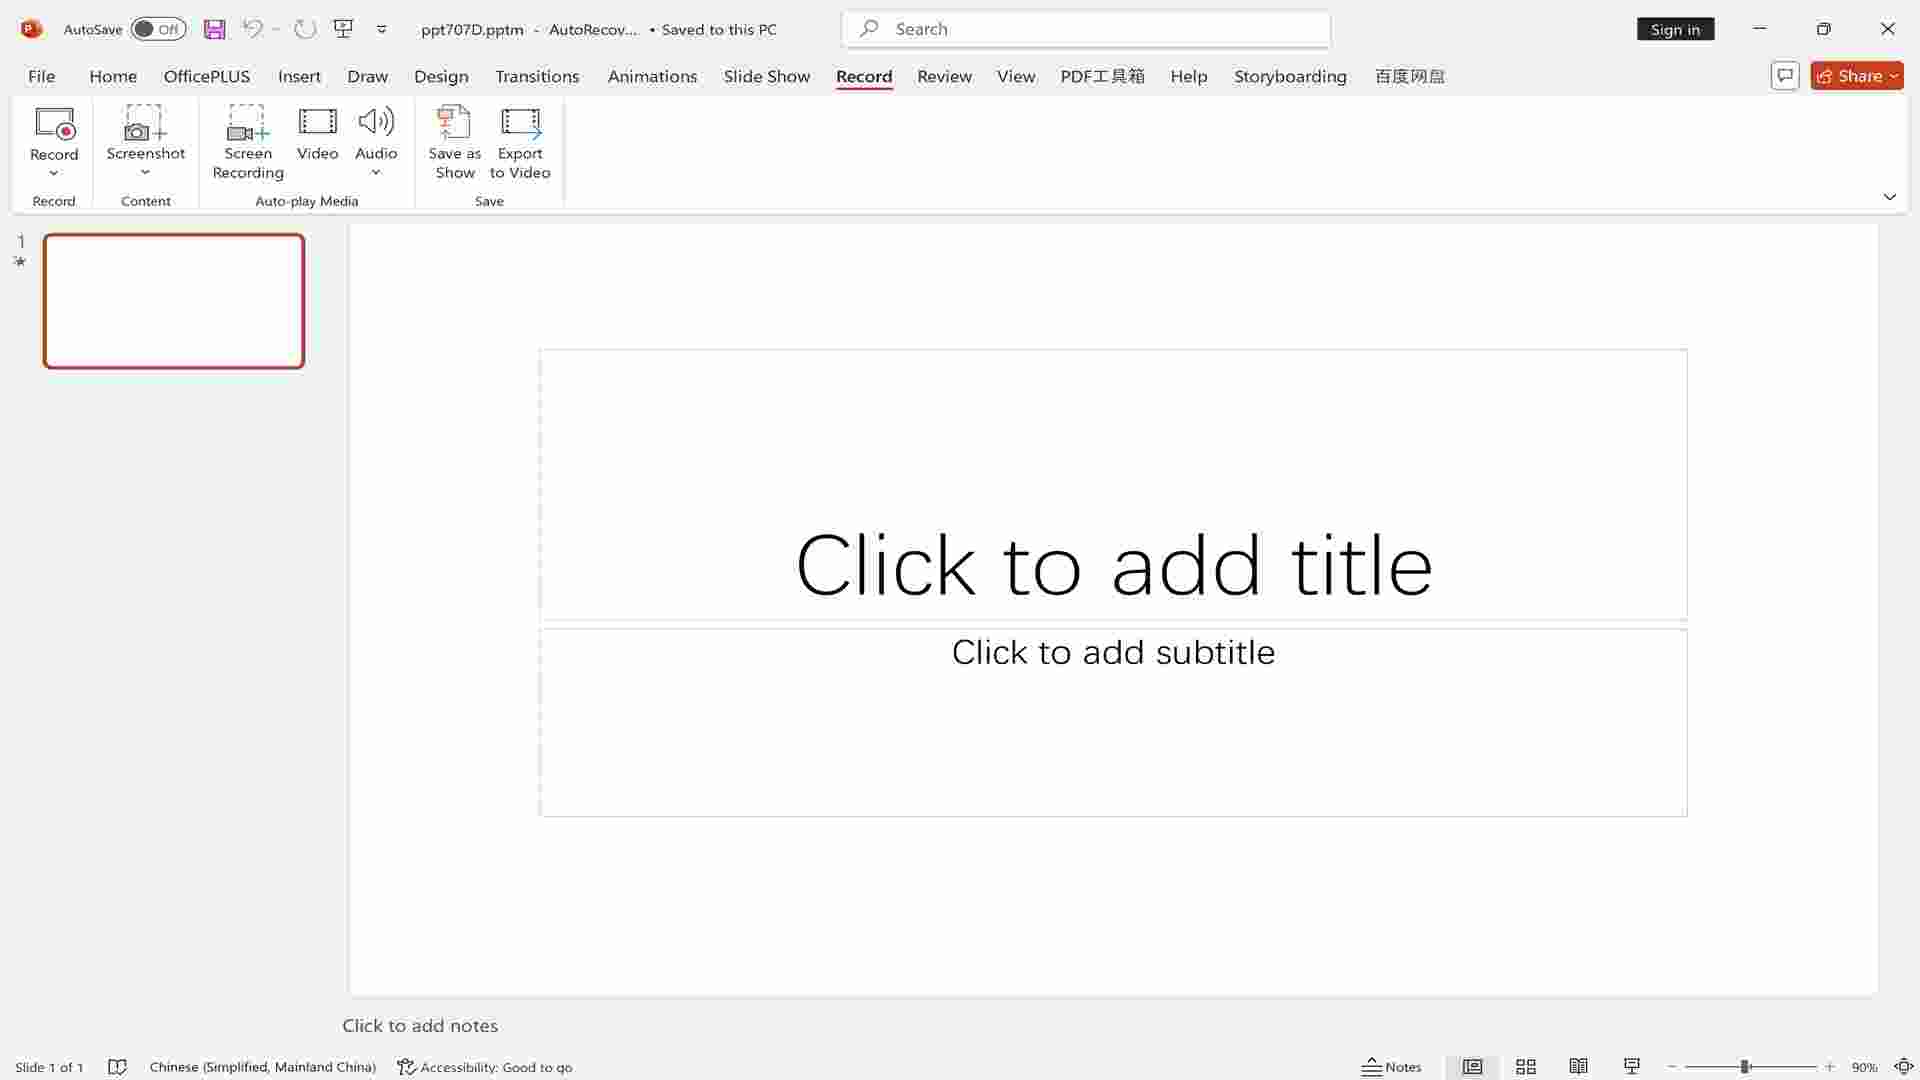 AutoSave Off ppt707D.pptm - AutoRecov... • Saved to this PC Search Sign in
File Home OfficePLUS Insert Draw Design Transitions Animations Slide Show Record Review View PDF工具箱 Help Storyboarding 百度网盘 Share
Record Screenshot Screen Recording Video Audio Save as Show Export to Video
Record Content Auto-play Media Save
1
Click to add title
Click to add subtitle
Click to add notes
Slide 1 of 1 Chinese (Simplified, Mainland China) Accessibility: Good to go Notes 90%